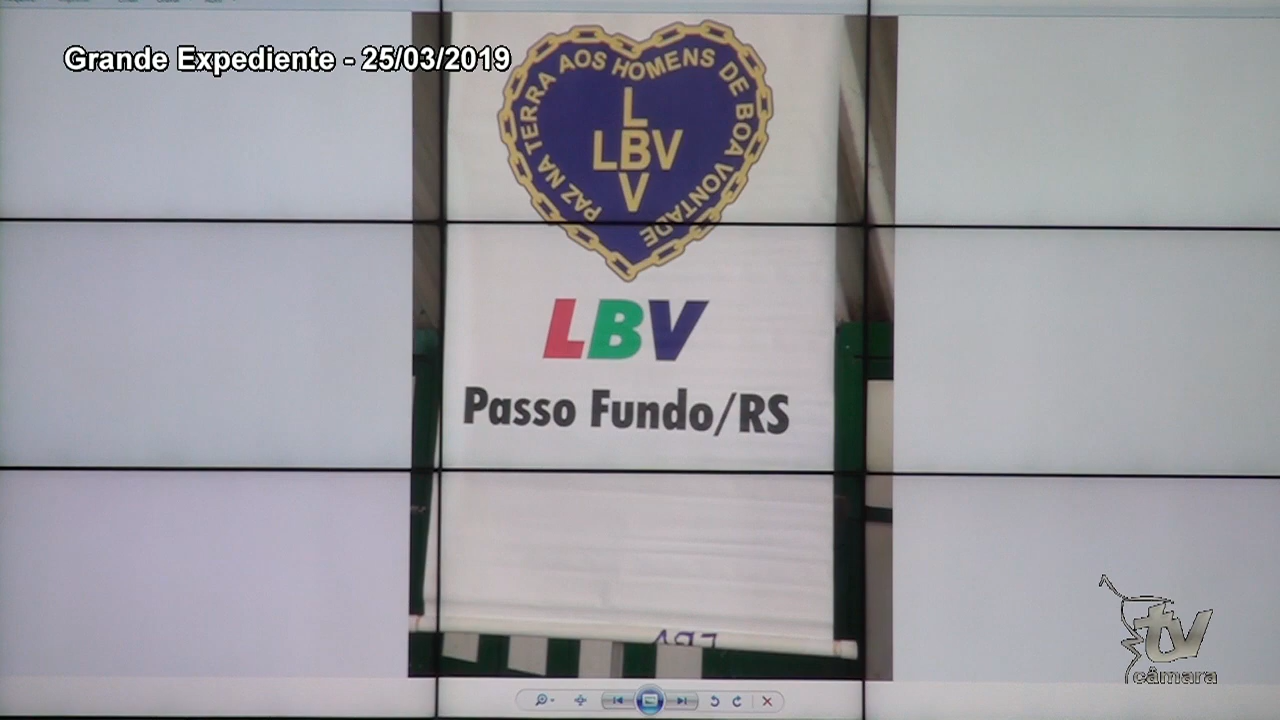 Grande Expediente - 25/03/2019
PAZ NA TERRA AOS HOMENS DE BOA VONTADE
L
LBV
V
LBV
Passo Fundo/RS
tv
câmara